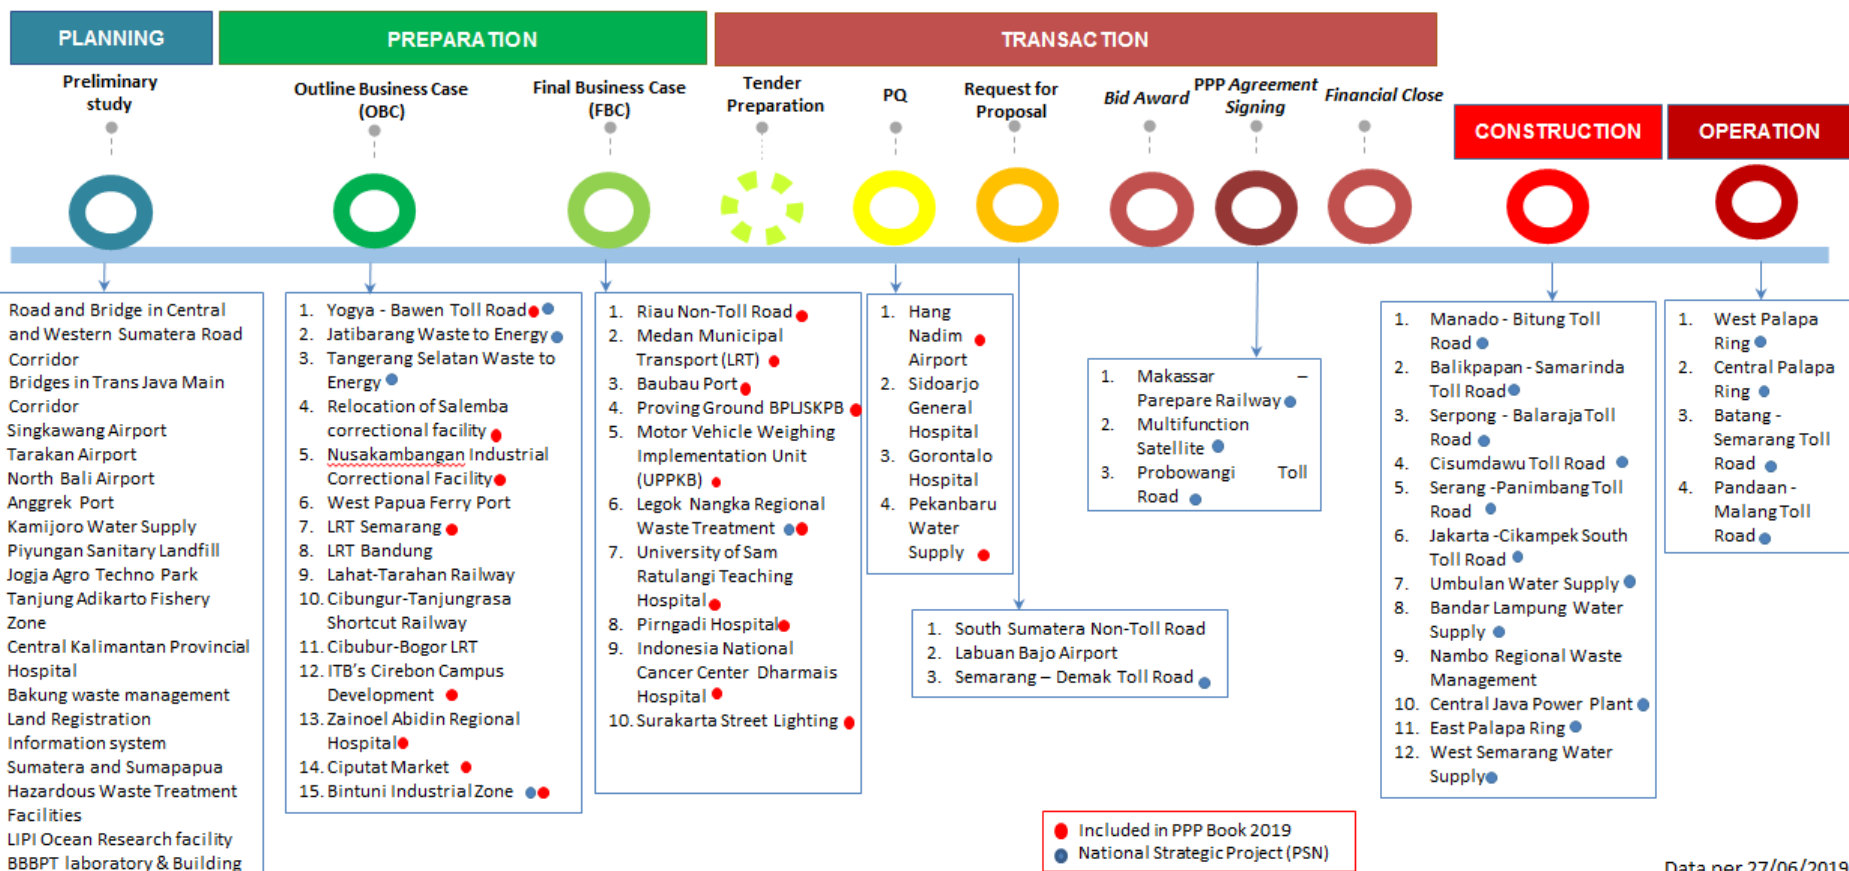 PLANNING
PREPARATION
TRANSACTION
CONSTRUCTION
OPERATION
Preliminary
study
Outline Business Case
(OBC)
Final Business Case
(FBC)
Tender
Preparation
PQ
Request for
Proposal
Bid Award
PPP Agreement
Signing
Financial Close
Road and Bridge in Central
and Western Sumatera Road
Corridor
Bridges in Trans Java Main
Corridor
Singkawang Airport
Tarakan Airport
North Bali Airport
Anggrek Port
Kamijoro Water Supply
Piyungan Sanitary Landfill
Jogja Agro Techno Park
Tanjung Adikarto Fishery
Zone
Central Kalimantan Provincial
Hospital
Bakung waste management
Land Registration
Information system
Sumatera and Sumapapua
Hazardous Waste Treatment
Facilities
LIPI Ocean Research facility
BBBPT laboratory & Building
1. Yogya - Bawen Toll Road
2. Jatibarang Waste to Energy
3. Tangerang Selatan Waste to
Energy
4. Relocation of Salemba
correctional facility
5. Nusakambangan Industrial
Correctional Facility
6. West Papua Ferry Port
7. LRT Semarang
8. LRT Bandung
9. Lahat-Tarahan Railway
10. Cibungur-Tanjungrasa
Shortcut Railway
11. Cibubur-Bogor LRT
12. ITB's Cirebon Campus
Development
13. Zainoel Abidin Regional
Hospital
14. Ciputat Market
15. Bintuni Industrial Zone
1. Riau Non-Toll Road
2. Medan Municipal
Transport (LRT)
3. Baubau Port
4. Proving Ground BPLJSKPB
5. Motor Vehicle Weighing
Implementation Unit
(UPPKB)
6. Legok Nangka Regional
Waste Treatment
7. University of Sam
Ratulangi Teaching
Hospital
8. Pirngadi Hospital
9. Indonesia National
Cancer Center Dharmais
Hospital
10. Surakarta Street Lighting
1. Hang
Nadim
Airport
2. Sidoarjo
General
Hospital
3. Gorontalo
Hospital
4. Pekanbaru
Water
Supply
1. South Sumatera Non-Toll Road
2. Labuan Bajo Airport
3. Semarang – Demak Toll Road
1. Makassar –
Parepare Railway
2. Multifunction
Satellite
3. Probowangi Toll
Road
1. Manado - Bitung Toll
Road
2. Balikpapan - Samarinda
Toll Road
3. Serpong - Balaraja Toll
Road
4. Cisumdawu Toll Road
5. Serang -Panimbang Toll
Road
6. Jakarta -Cikampek South
Toll Road
7. Umbulan Water Supply
8. Bandar Lampung Water
Supply
9. Nambo Regional Waste
Management
10. Central Java Power Plant
11. East Palapa Ring
12. West Semarang Water
Supply
1. West Palapa
Ring
2. Central Palapa
Ring
3. Batang -
Semarang Toll
Road
4. Pandaan -
Malang Toll
Road
Included in PPP Book 2019
National Strategic Project (PSN)
Data per 27/06/2019